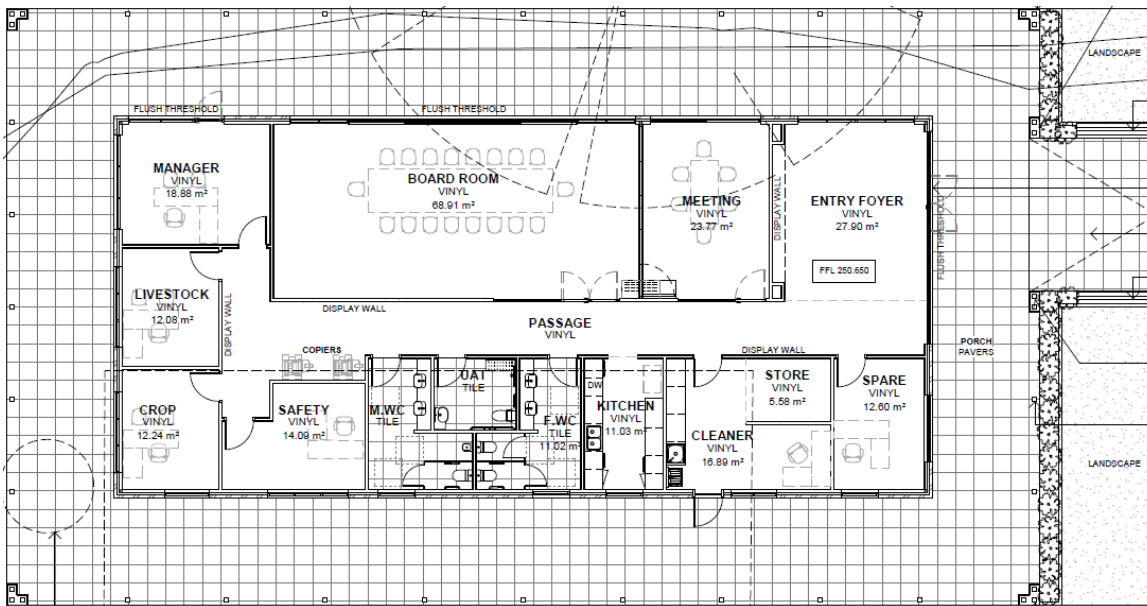 LANDSCAPE
FLUSH THRESHOLD
FLUSH THRESHOLD
MANAGER
VINYL
18.88 m²
BOARD ROOM
VINYL
68.91 m²
MEETING
VINYL
23.77 m²
DISPLAY WALL
ENTRY FOYER
VINYL
27.90 m²
FFL 250.650
FLUSH THRESHOLD
LIVESTOCK
VINYL
12.08 m²
DISPLAY WALL
DISPLAY WALL
PASSAGE
VINYL
COPIERS
DISPLAY WALL
PORCH
PAVERS
CROP
VINYL
12.24 m²
SAFETY
VINYL
14.09 m²
M.WC
TILE
UAT
TILE
F.WC
TILE
11.02 m²
DW
KITCHEN
VINYL
11.03 m²
CLEANER
VINYL
16.89 m²
STORE
VINYL
5.58 m²
SPARE
VINYL
12.60 m²
LANDSCAPE